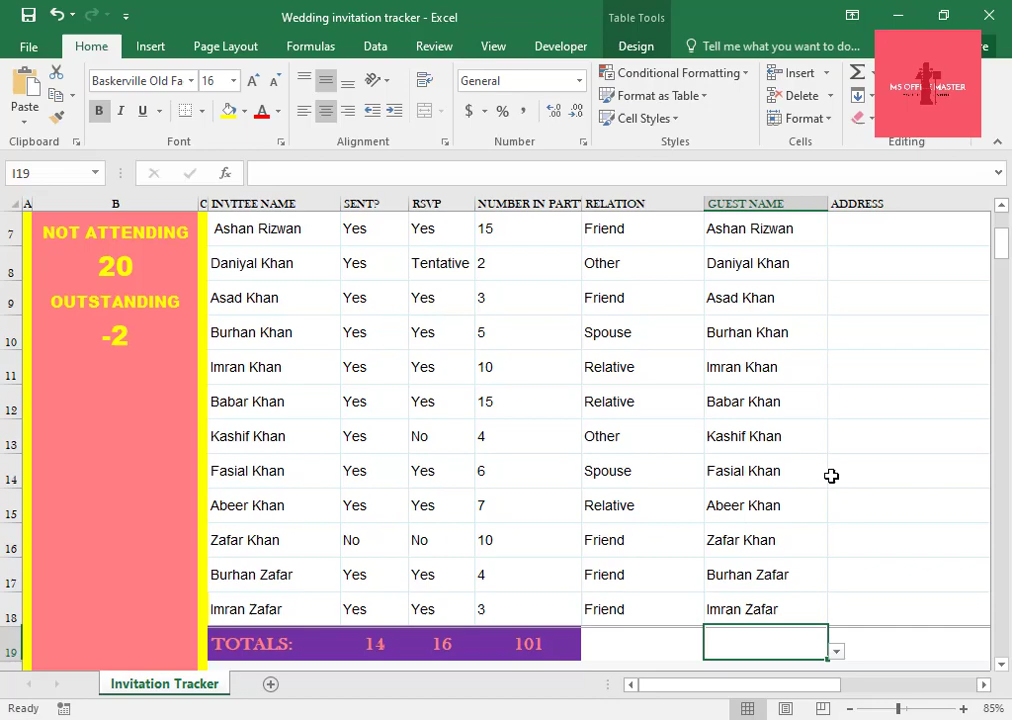 Wedding invitation tracker - Excel
Table Tools
File Home Insert Page Layout Formulas Data Review View Developer Design Tell me what you want to do...
Paste
Baskerville Old Fa 16
B I U
General
$ % ,
Conditional Formatting
Format as Table
Cell Styles
Insert
Delete
Format
MS OFFICE MASTER
Clipboard Font Alignment Number Styles Cells Editing
I19 fx
A B C INVITEE NAME SENT? RSVP NUMBER IN PARTY RELATION GUEST NAME ADDRESS
NOT ATTENDING
20
OUTSTANDING
-2
7 Ashan Rizwan Yes Yes 15 Friend Ashan Rizwan
8 Daniyal Khan Yes Tentative 2 Other Daniyal Khan
9 Asad Khan Yes Yes 3 Friend Asad Khan
10 Burhan Khan Yes Yes 5 Spouse Burhan Khan
11 Imran Khan Yes Yes 10 Relative Imran Khan
12 Babar Khan Yes Yes 15 Relative Babar Khan
13 Kashif Khan Yes No 4 Other Kashif Khan
14 Fasial Khan Yes Yes 6 Spouse Fasial Khan
15 Abeer Khan Yes Yes 7 Relative Abeer Khan
16 Zafar Khan No No 10 Friend Zafar Khan
17 Burhan Zafar Yes Yes 4 Friend Burhan Zafar
18 Imran Zafar Yes Yes 3 Friend Imran Zafar
19 TOTALS: 14 16 101
Invitation Tracker
Ready 85%